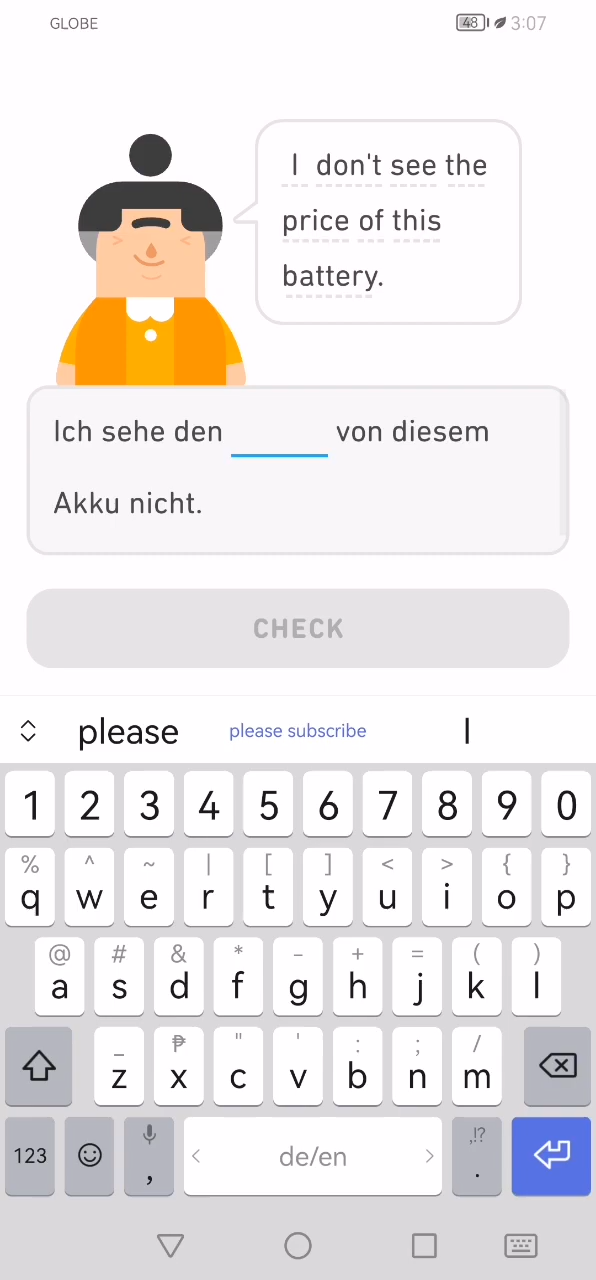 GLOBE 48 3:07
I don't see the
price of this
battery.
Ich sehe den von diesem
Akku nicht.
CHECK
please please subscribe I
1 2 3 4 5 6 7 8 9 0
% ^ ~ | [ ] < > { }
q w e r t y u i o p
@ # & * - + = ( )
a s d f g h j k l
_ ₱ " ' : ; /
z x c v b n m
123 , < de/en > ,!? .